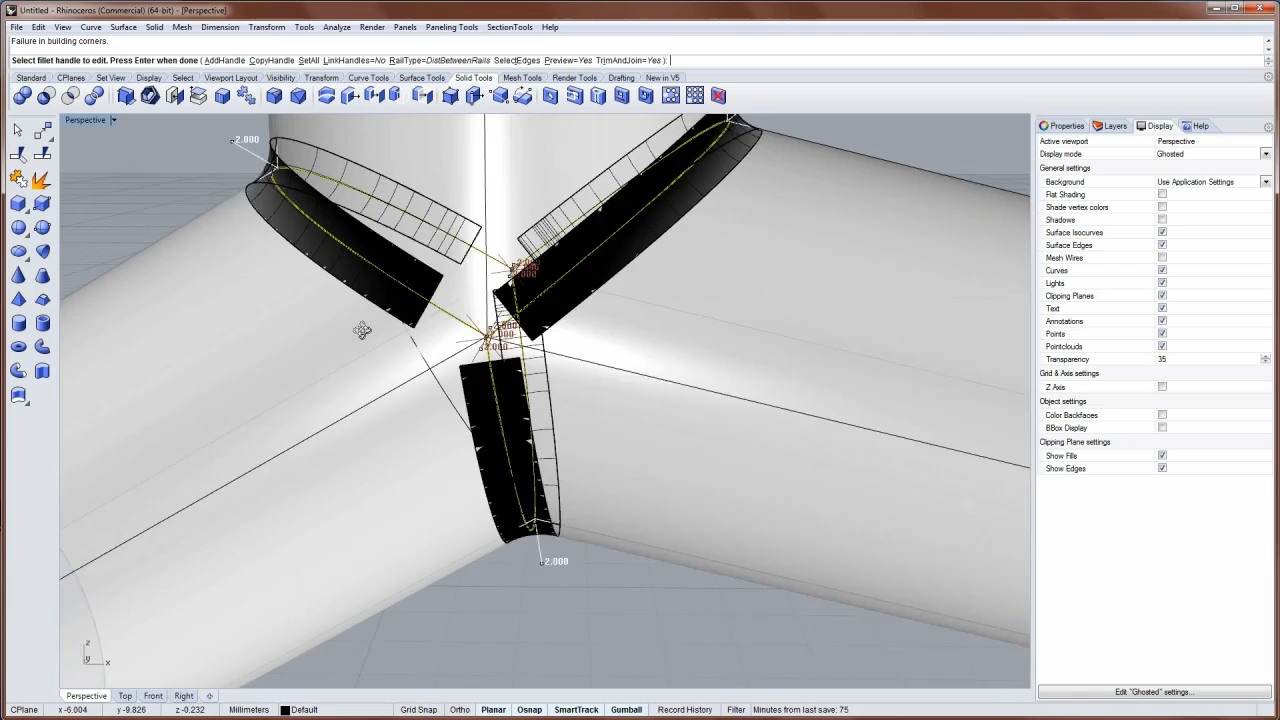 Untitled - Rhinoceros (Commercial) (64-bit) - [Perspective]
File Edit View Curve Surface Solid Mesh Dimension Transform Tools Analyze Render Panels Paneling Tools SectionTools Help
Failure in building corners.
Select fillet handle to edit. Press Enter when done ( AddHandle CopyHandle SetAll LinkHandles=No RailType=DistBetweenRails SelectEdges Preview=Yes TrimAndJoin=Yes ):
Standard CPlanes Set View Display Select Viewport Layout Visibility Transform Curve Tools Surface Tools Solid Tools Mesh Tools Render Tools Drafting New in V5
Perspective
Properties Layers Display Help
Active viewport Perspective
Display mode Ghosted
General settings
Background Use Application Settings
Flat Shading
Shade vertex colors
Shadows
Surface Isocurves
Surface Edges
Mesh Wires
Curves
Lights
Clipping Planes
Text
Annotations
Points
Pointclouds
Transparency 35
Grid & Axis settings
Z Axis
Object settings
Color Backfaces
BBox Display
Clipping Plane settings
Show Fills
Show Edges
Edit "Ghosted" settings...
2.000
2.000
2.000
z
y x
Perspective Top Front Right
CPlane x -6.004 y -9.826 z -0.232 Millimeters Default Grid Snap Ortho Planar Osnap SmartTrack Gumball Record History Filter Minutes from last save: 75